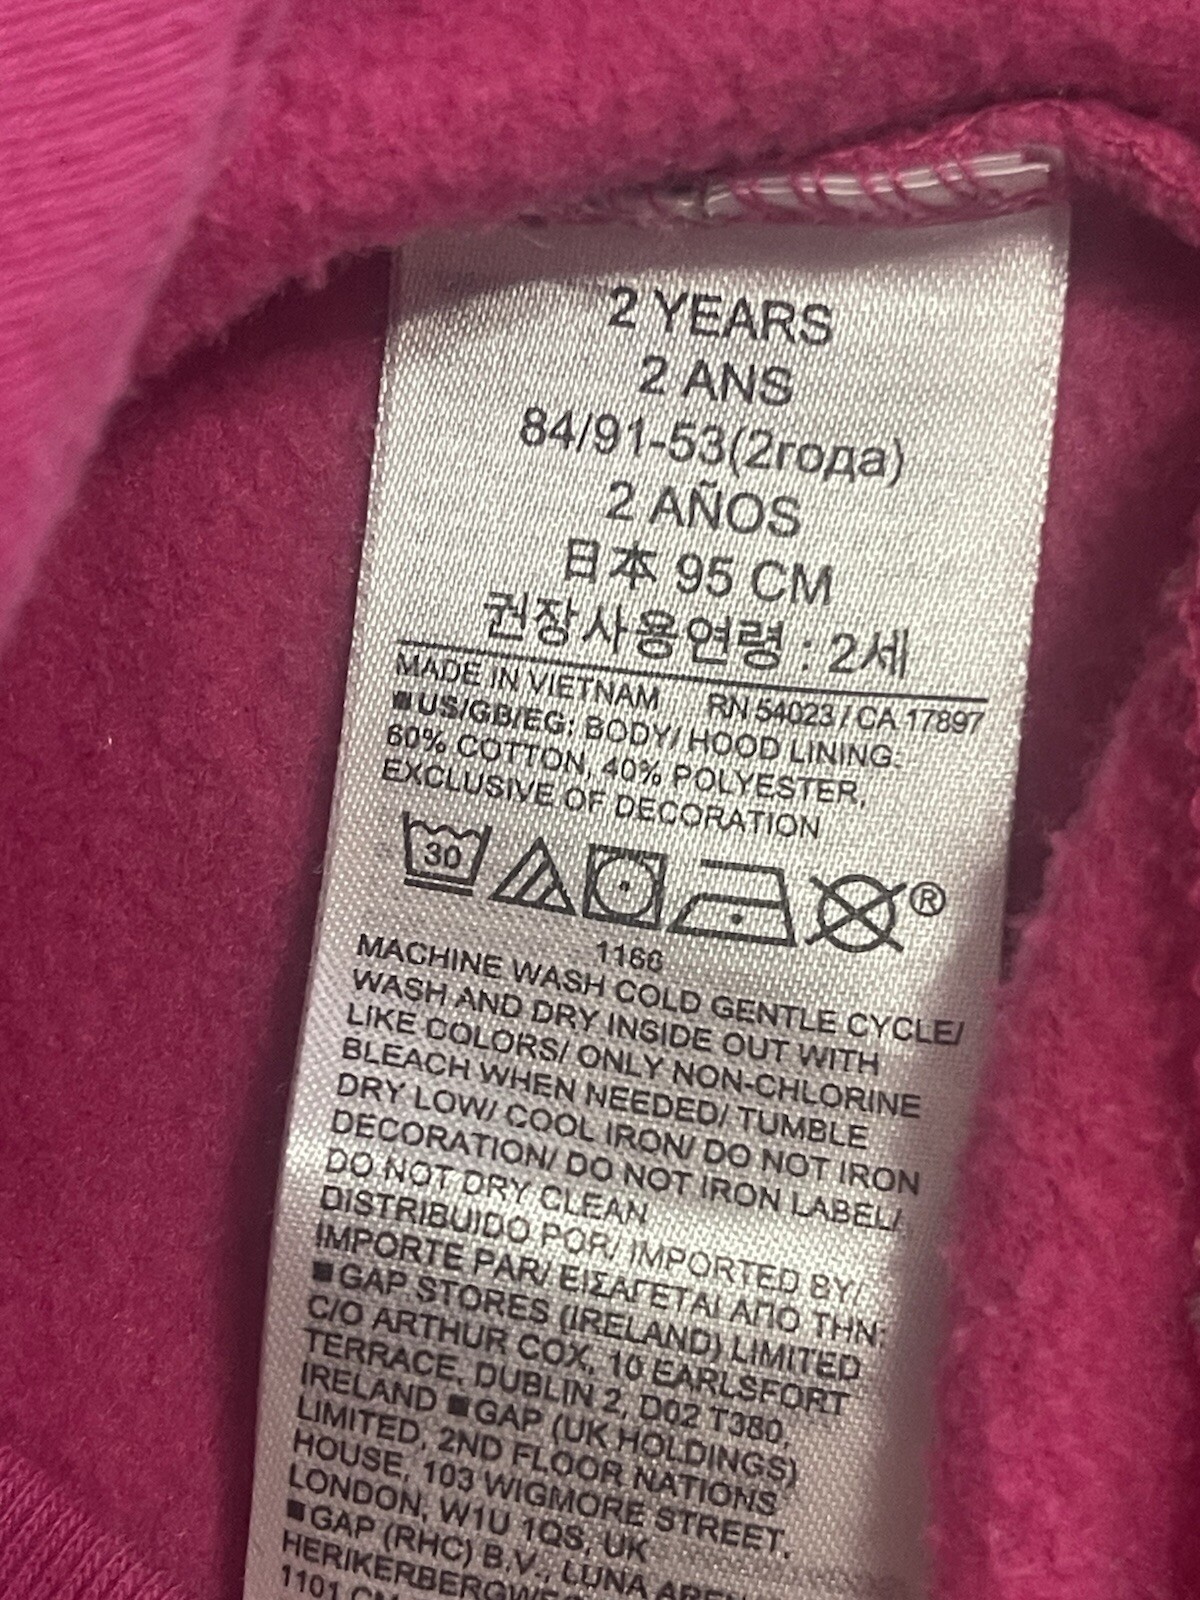 2 YEARS
2 ANS
84/91-53(2года)
2 AÑOS
日本 95 CM
권장사용연령 : 2세
MADE IN VIETNAM RN 54023 / CA 17897
■US/GB/EG: BODY/ HOOD LINING:
60% COTTON, 40% POLYESTER,
EXCLUSIVE OF DECORATION
30 ®
1166
MACHINE WASH COLD GENTLE CYCLE/
WASH AND DRY INSIDE OUT WITH
LIKE COLORS/ ONLY NON-CHLORINE
BLEACH WHEN NEEDED/ TUMBLE
DRY LOW/ COOL IRON/ DO NOT IRON
DECORATION/ DO NOT IRON LABEL/
DO NOT DRY CLEAN
DISTRIBUIDO POR/ IMPORTED BY/
IMPORTE PAR/ ΕΙΣΑΓΕΤΑΙ ΑΠΟ ΤΗΝ:
■GAP STORES (IRELAND) LIMITED
C/O ARTHUR COX, 10 EARLSFORT
TERRACE, DUBLIN 2, D02 T380,
IRELAND ■GAP (UK HOLDINGS)
LIMITED, 2ND FLOOR NATIONS
HOUSE, 103 WIGMORE STREET,
LONDON, W1U 1QS, UK
■GAP (RHC) B.V., LUNA
1101